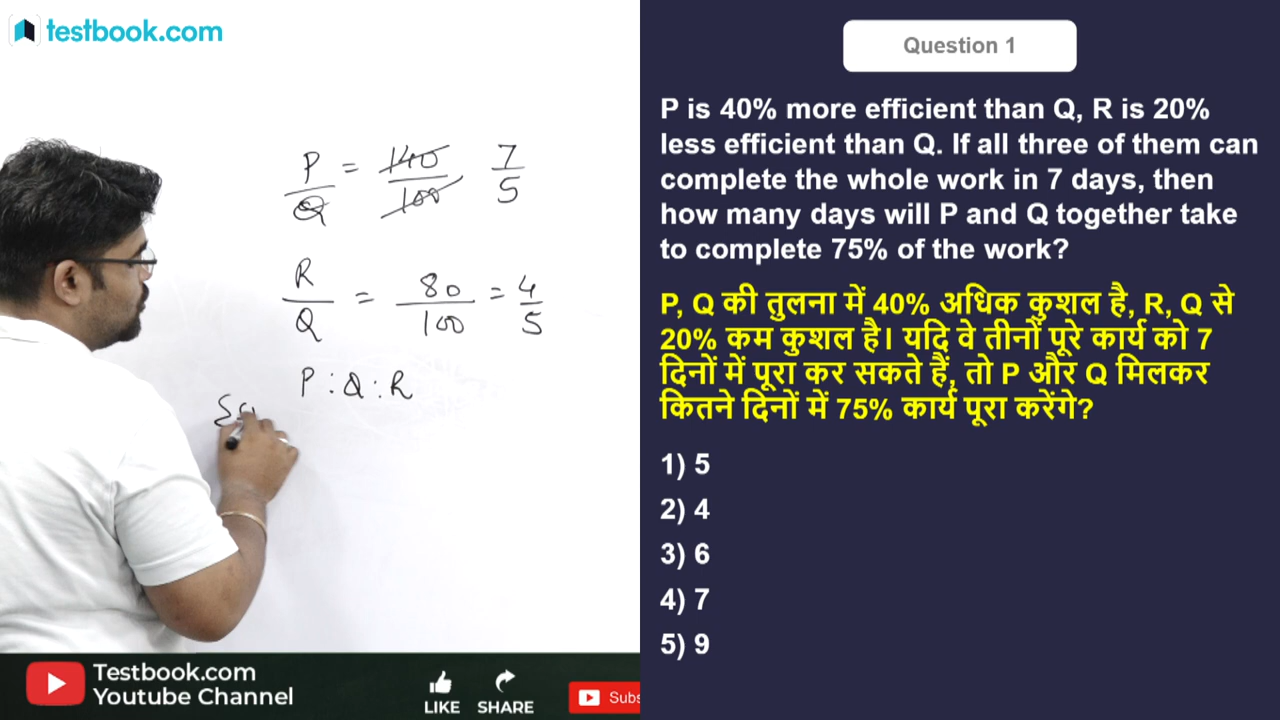 testbook.com
P/Q = 140/100 7/5
R/Q = 80/100 = 4/5
P : Q : R
Question 1
P is 40% more efficient than Q, R is 20%
less efficient than Q. If all three of them can
complete the whole work in 7 days, then
how many days will P and Q together take
to complete 75% of the work?
P, Q की तुलना में 40% अधिक कुशल है, R, Q से
20% कम कुशल है। यदि वे तीनों पूरे कार्य को 7
दिनों में पूरा कर सकते हैं, तो P और Q मिलकर
कितने दिनों में 75% कार्य पूरा करेंगे?
1) 5
2) 4
3) 6
4) 7
5) 9
Testbook.com
Youtube Channel
LIKE
SHARE
Subs